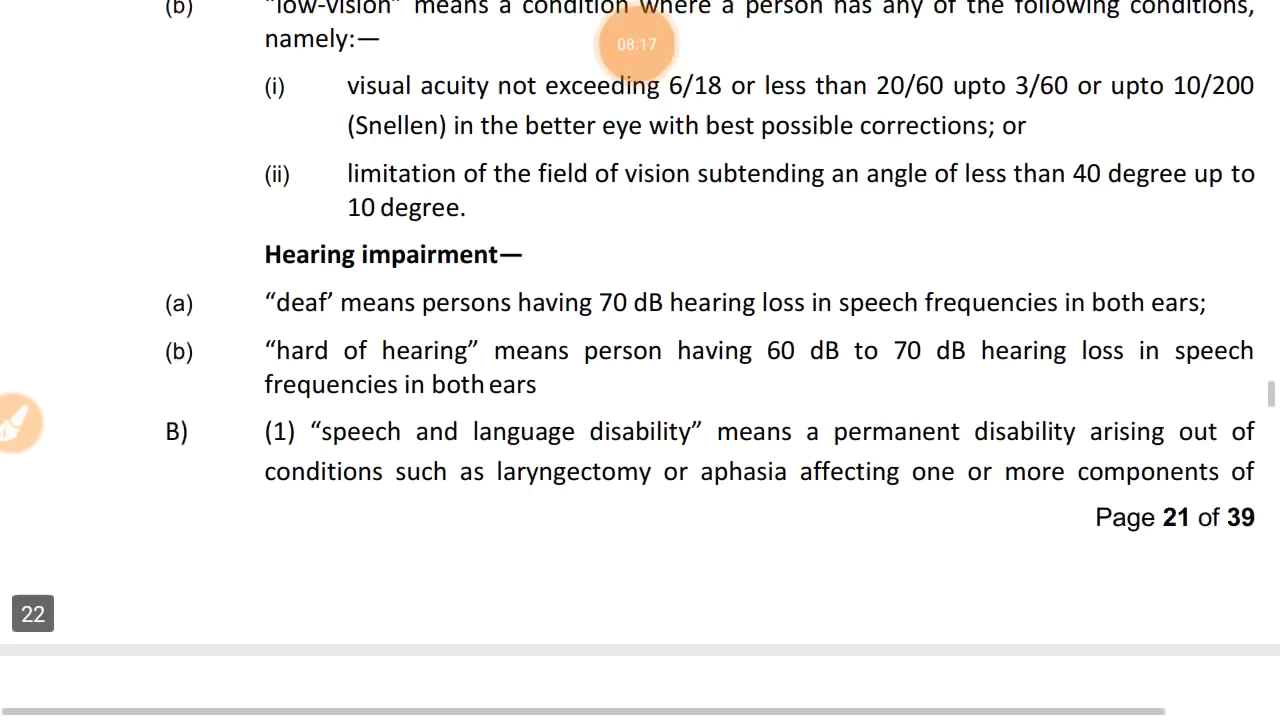 (b) "low-vision" means a condition where a person has any of the following conditions,
namely:—
08:17
(i) visual acuity not exceeding 6/18 or less than 20/60 upto 3/60 or upto 10/200
(Snellen) in the better eye with best possible corrections; or
(ii) limitation of the field of vision subtending an angle of less than 40 degree up to
10 degree.
Hearing impairment—
(a) "deaf' means persons having 70 dB hearing loss in speech frequencies in both ears;
(b) "hard of hearing" means person having 60 dB to 70 dB hearing loss in speech
frequencies in both ears
B) (1) "speech and language disability" means a permanent disability arising out of
conditions such as laryngectomy or aphasia affecting one or more components of
Page 21 of 39
22